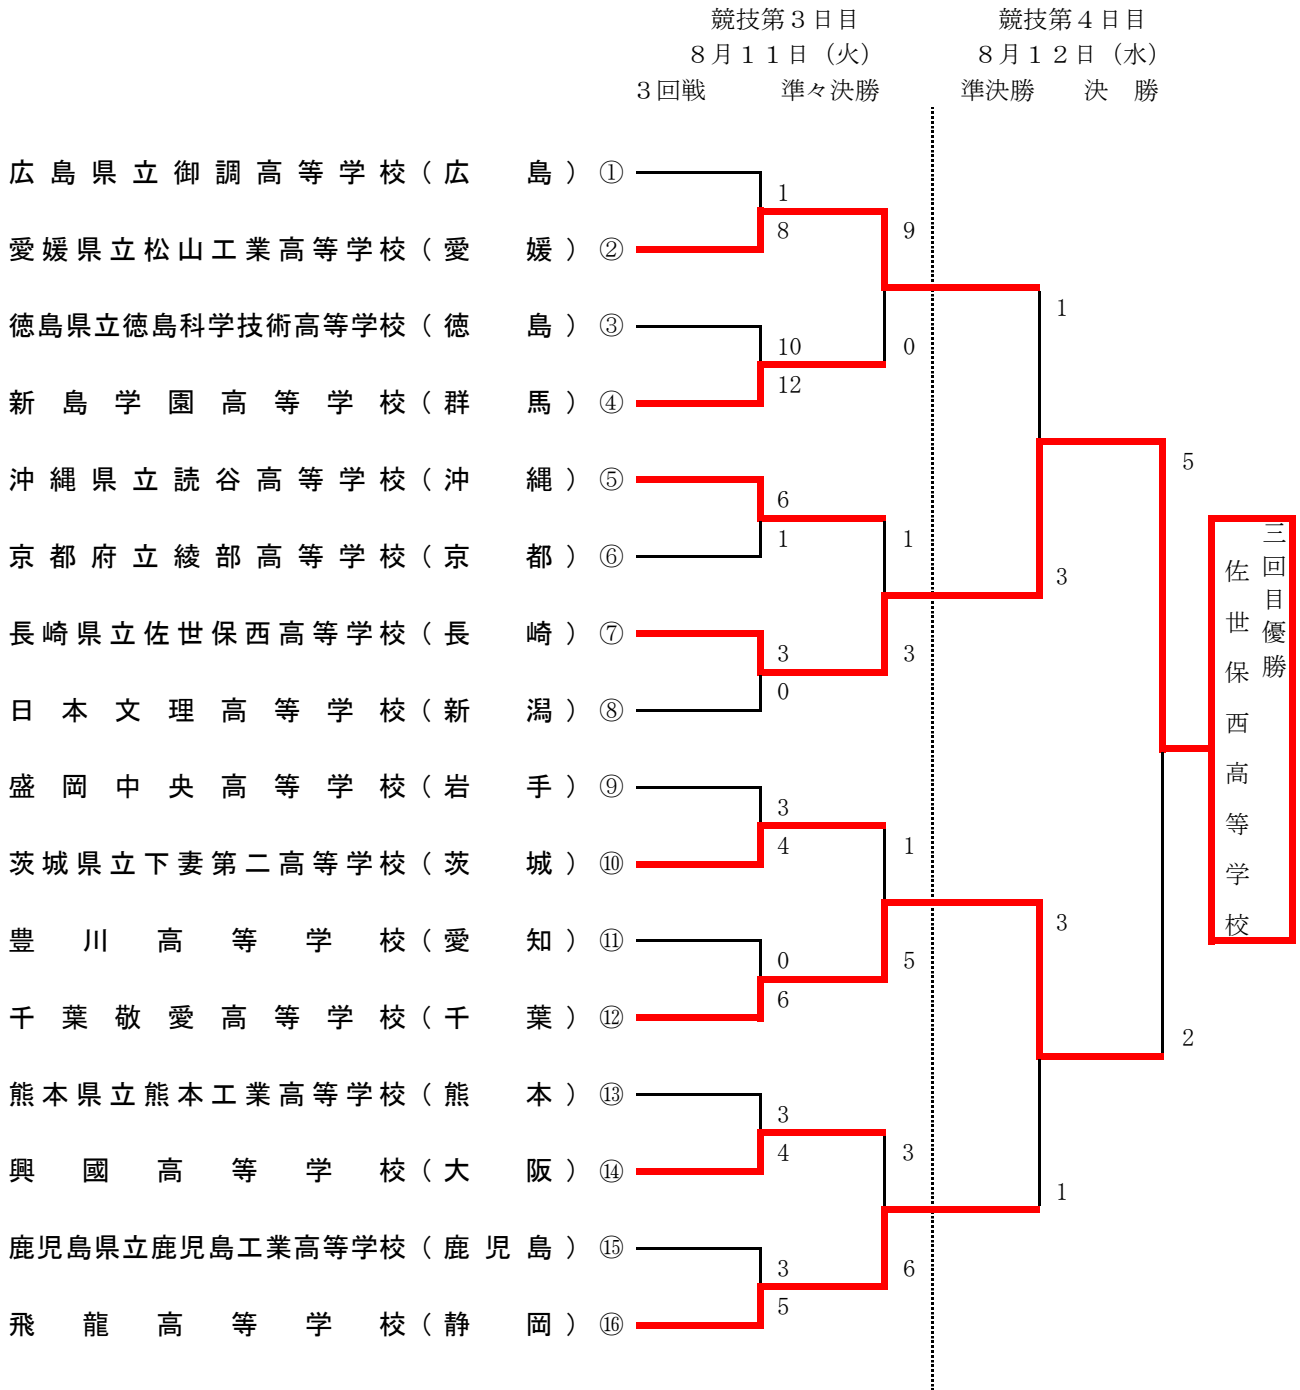 競技第３日目　競技第４日目
８月１１日（火）　８月１２日（水）
３回戦　準々決勝　準決勝　決　勝
広島県立御調高等学校（広　島）①
1
愛媛県立松山工業高等学校（愛　媛）②
8
9
徳島県立徳島科学技術高等学校（徳　島）③
1
10
0
新島学園高等学校（群　馬）④
12
沖縄県立読谷高等学校（沖　縄）⑤
5
6
京都府立綾部高等学校（京　都）⑥
1
1
3
長崎県立佐世保西高等学校（長　崎）⑦
3
3
日本文理高等学校（新　潟）⑧
0
三回目優勝
佐世保西高等学校
盛岡中央高等学校（岩　手）⑨
3
茨城県立下妻第二高等学校（茨　城）⑩
4
1
豊川高等学校（愛　知）⑪
3
0
5
千葉敬愛高等学校（千　葉）⑫
6
2
熊本県立熊本工業高等学校（熊　本）⑬
3
興國高等学校（大　阪）⑭
4
3
1
鹿児島県立鹿児島工業高等学校（鹿児島）⑮
3
6
飛龍高等学校（静　岡）⑯
5